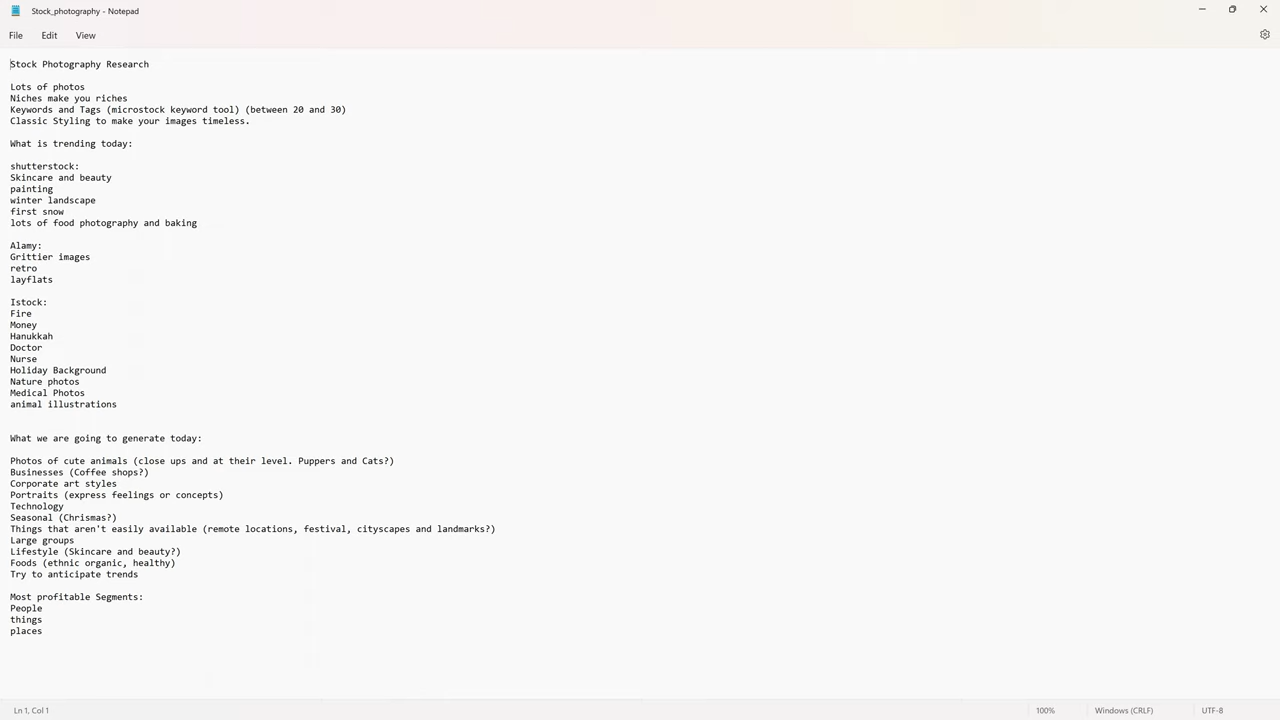 Stock_photography - Notepad
File Edit View
Stock Photography Research
Lots of photos
Niches make you riches
Keywords and Tags (microstock keyword tool) (between 20 and 30)
Classic Styling to make your images timeless.
What is trending today:
shutterstock:
Skincare and beauty
painting
winter landscape
first snow
lots of food photography and baking
Alamy:
Grittier images
retro
layflats
Istock:
Fire
Money
Hanukkah
Doctor
Nurse
Holiday Background
Nature photos
Medical Photos
animal illustrations
What we are going to generate today:
Photos of cute animals (close ups and at their level. Puppers and Cats?)
Businesses (Coffee shops?)
Corporate art styles
Portraits (express feelings or concepts)
Technology
Seasonal (Chrismas?)
Things that aren't easily available (remote locations, festival, cityscapes and landmarks?)
Large groups
Lifestyle (Skincare and beauty?)
Foods (ethnic organic, healthy)
Try to anticipate trends
Most profitable Segments:
People
things
places
Ln 1, Col 1 100% Windows (CRLF) UTF-8